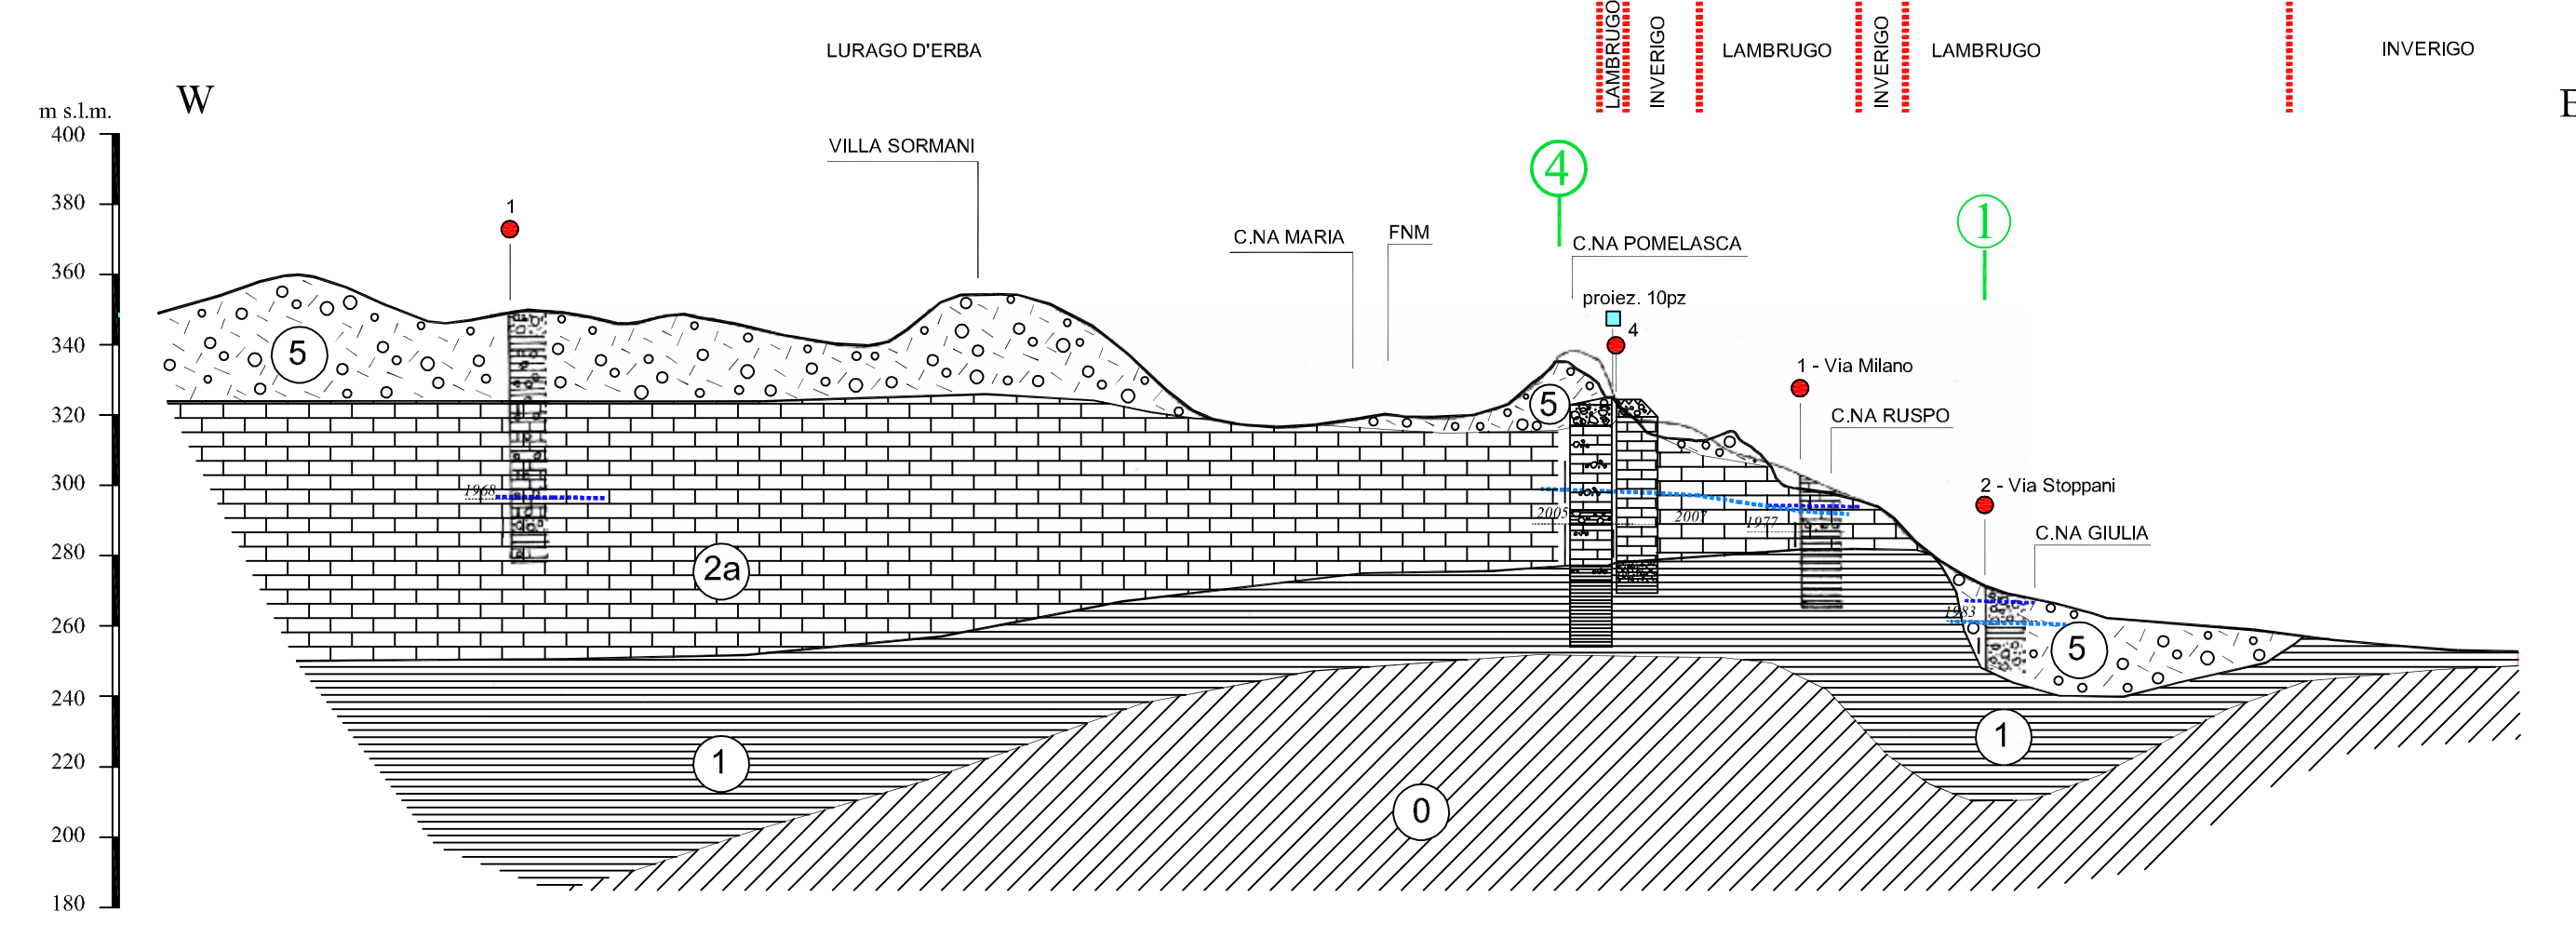 LURAGO D'ERBA
LAMBRUGO
INVERIGO
LAMBRUGO
INVERIGO
LAMBRUGO
INVERIGO
W
E
m s.l.m.
400
380
360
340
320
300
280
260
240
220
200
180
VILLA SORMANI
1
C.NA MARIA
FNM
4
C.NA POMELASCA
proiez. 10pz
4
1
1 - Via Milano
C.NA RUSPO
2 - Via Stoppani
C.NA GIULIA
5
5
1968
2005
2007
1977
2a
1983
5
1
1
0